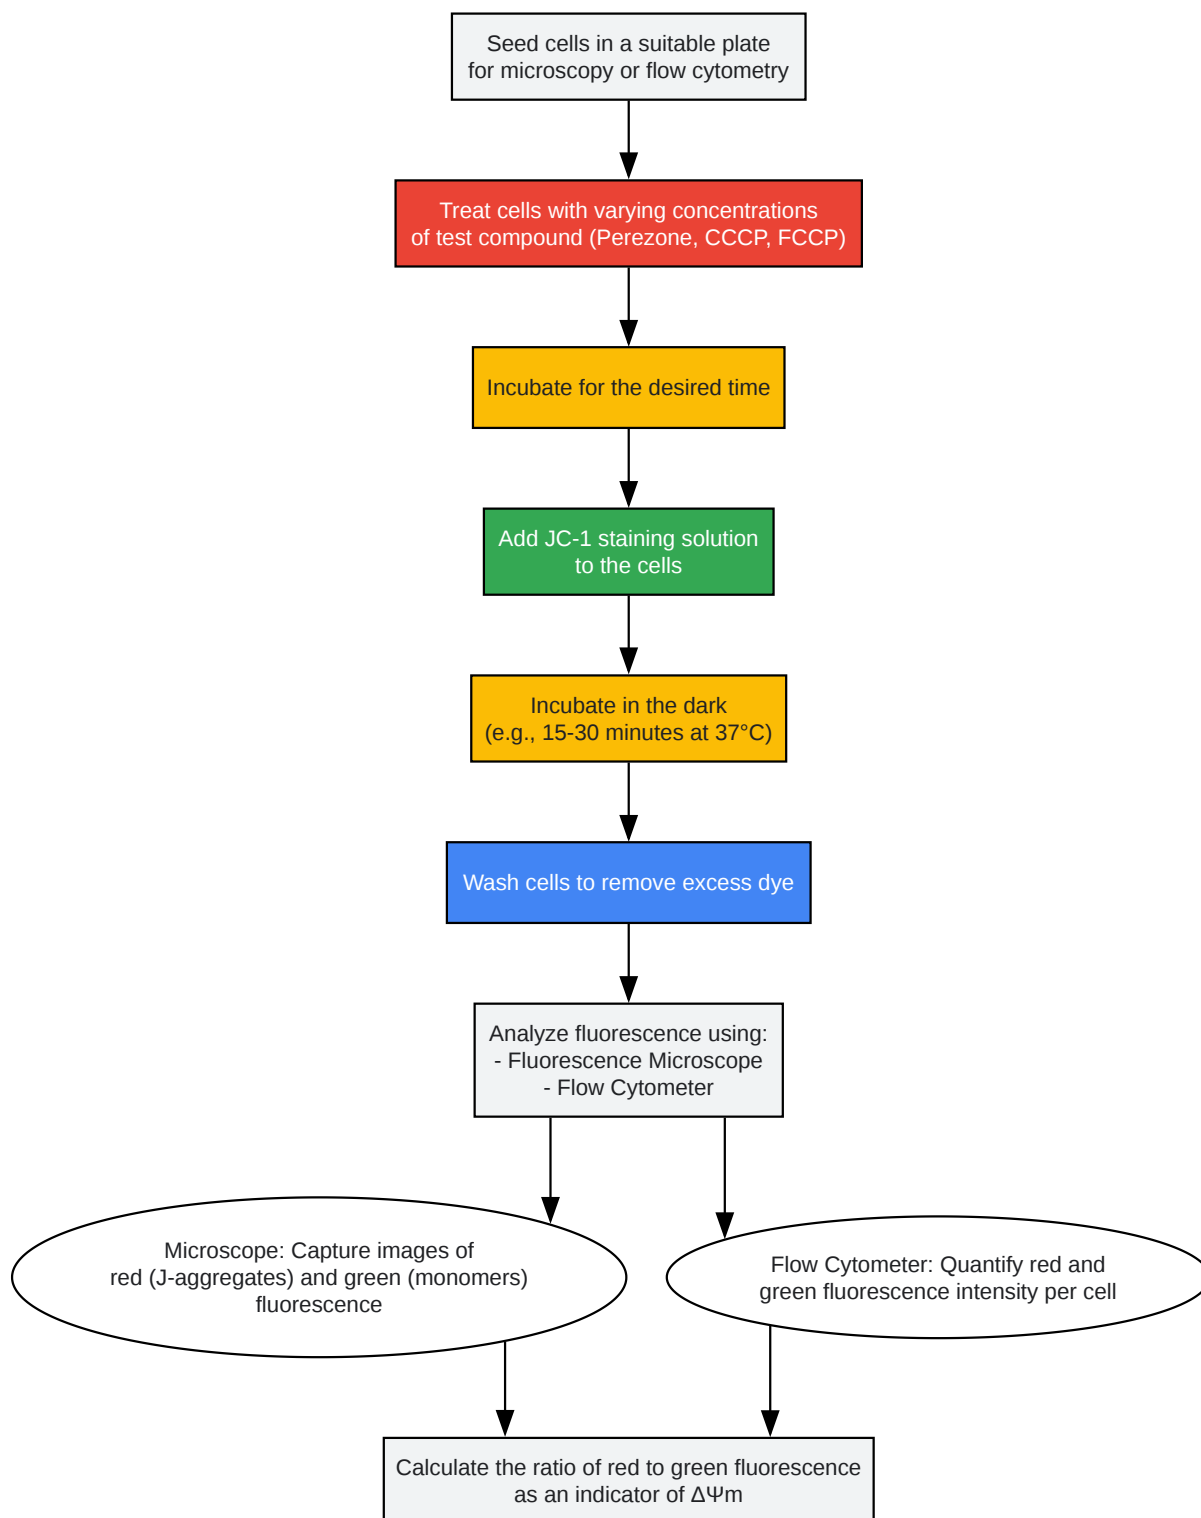 Seed cells in a suitable plate
for microscopy or flow cytometry
Treat cells with varying concentrations
of test compound (Perezone, CCCP, FCCP)
Incubate for the desired time
Add JC-1 staining solution
to the cells
Incubate in the dark
(e.g., 15-30 minutes at 37°C)
Wash cells to remove excess dye
Analyze fluorescence using:
- Fluorescence Microscope
- Flow Cytometer
Microscope: Capture images of
red (J-aggregates) and green (monomers)
fluorescence
Flow Cytometer: Quantify red and
green fluorescence intensity per cell
Calculate the ratio of red to green fluorescence
as an indicator of ΔΨm